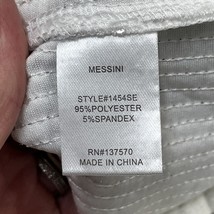 MESSINI
STYLE#1454SE
95%POLYESTER
5%SPANDEX
RN#137570
MADE IN CHINA